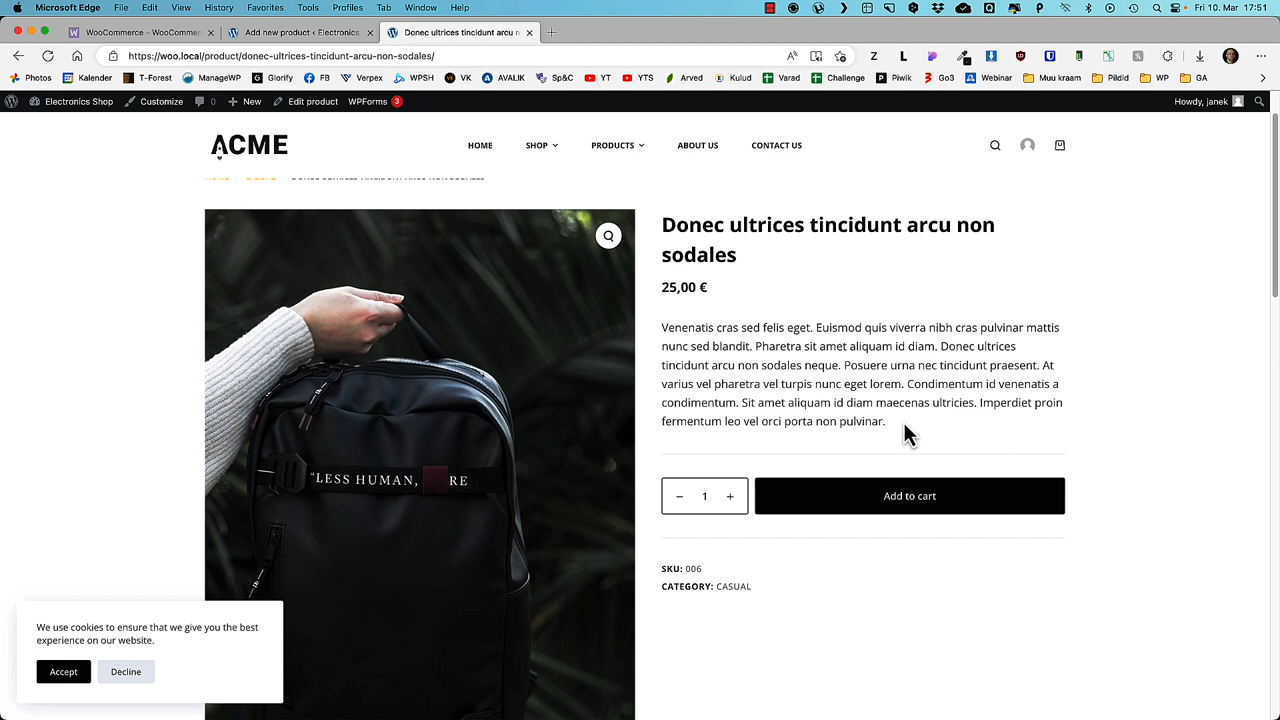 Edge File Edit View History Favorites Tools Profiles Tab Window Help Fri 10. Mar 17:51
WooCommerce – WooCommerc
Add new product ‹ Electronics S
Donec ultrices tincidunt arcu n
https://woo.local/product/donec-ultrices-tincidunt-arcu-non-sodales/
Photos Kalender T-Forest ManageWP Glorify FB Verpex WPSH VK AVALIK Sp&C YT YTS Arved Kulud Varad Challenge Piwik Go3 Webinar Muu kraam Pildid WP GA
Electronics Shop Customize 0 New Edit product WPForms 3 Howdy, janek
ACME
HOME SHOP PRODUCTS ABOUT US CONTACT US
Donec ultrices tincidunt arcu non
sodales
25,00 €
Venenatis cras sed felis eget. Euismod quis viverra nibh cras pulvinar mattis
nunc sed blandit. Pharetra sit amet aliquam id diam. Donec ultrices
tincidunt arcu non sodales neque. Posuere urna nec tincidunt praesent. At
varius vel pharetra vel turpis nunc eget lorem. Condimentum id venenatis a
condimentum. Sit amet aliquam id diam maecenas ultricies. Imperdiet proin
fermentum leo vel orci porta non pulvinar.
"LESS HUMAN, RE
− 1 +
Add to cart
SKU: 006
CATEGORY: CASUAL
We use cookies to ensure that we give you the best
experience on our website.
Accept
Decline